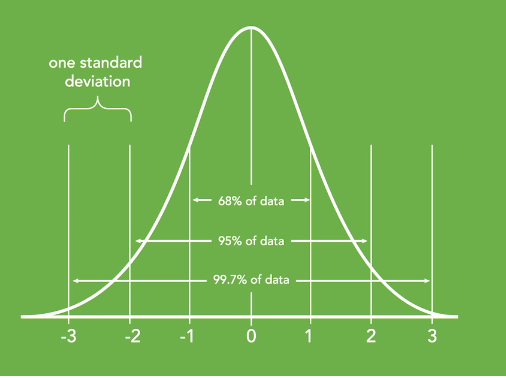 one standard
deviation
68% of data
95% of data
99.7% of data
-3 -2 -1 0 1 2 3